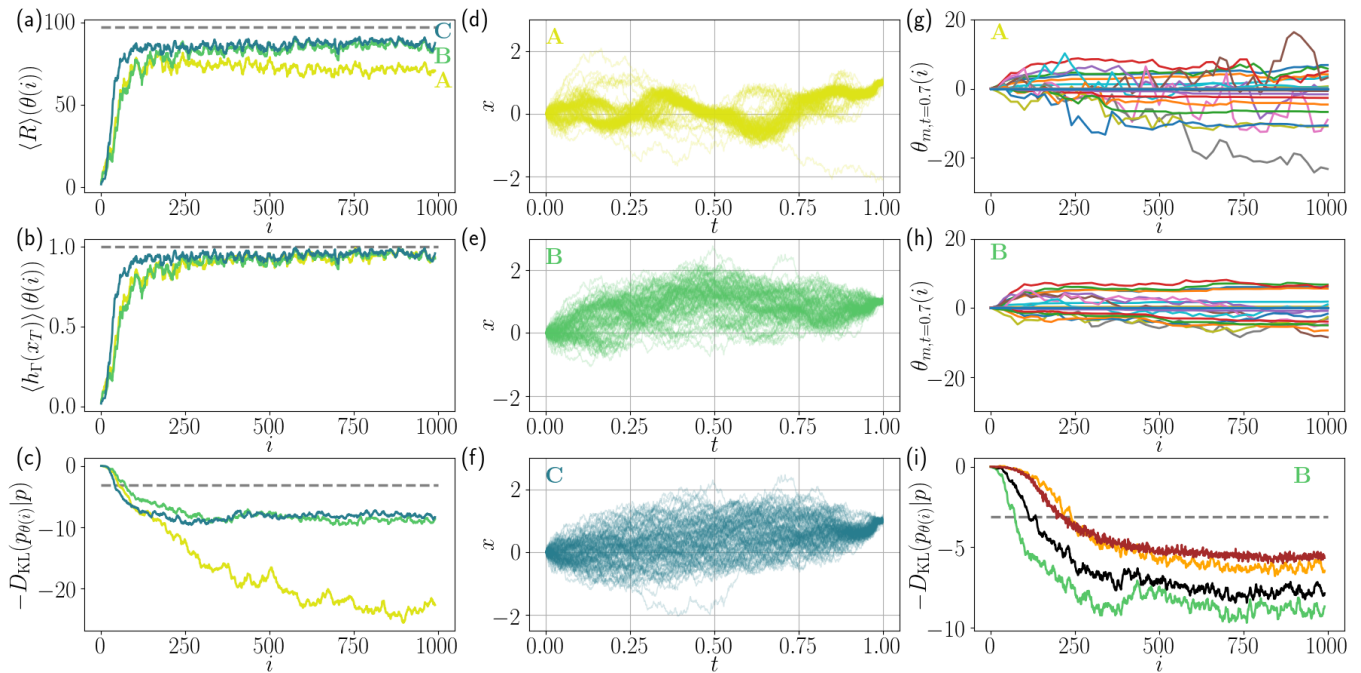 (a)
100
50
0
⟨R⟩(θ(i))
C
B
A
0 250 500 750 1000
i
(b)
1.0
0.5
0.0
⟨h_Γ(x_T)⟩(θ(i))
0 250 500 750 1000
i
(c)
0
−10
−20
−D_KL(p_θ(i)|p)
0 250 500 750 1000
i
(d)
A
2
0
−2
x
0.00 0.25 0.50 0.75 1.00
t
(e)
B
2
0
−2
x
0.00 0.25 0.50 0.75 1.00
t
(f)
C
2
0
−2
x
0.00 0.25 0.50 0.75 1.00
t
(g)
A
20
0
−20
θ_m,t=0.7(i)
0 250 500 750 1000
i
(h)
B
20
0
−20
θ_m,t=0.7(i)
0 250 500 750 1000
i
(i)
B
0
−5
−10
−D_KL(p_θ(i)|p)
0 250 500 750 1000
i